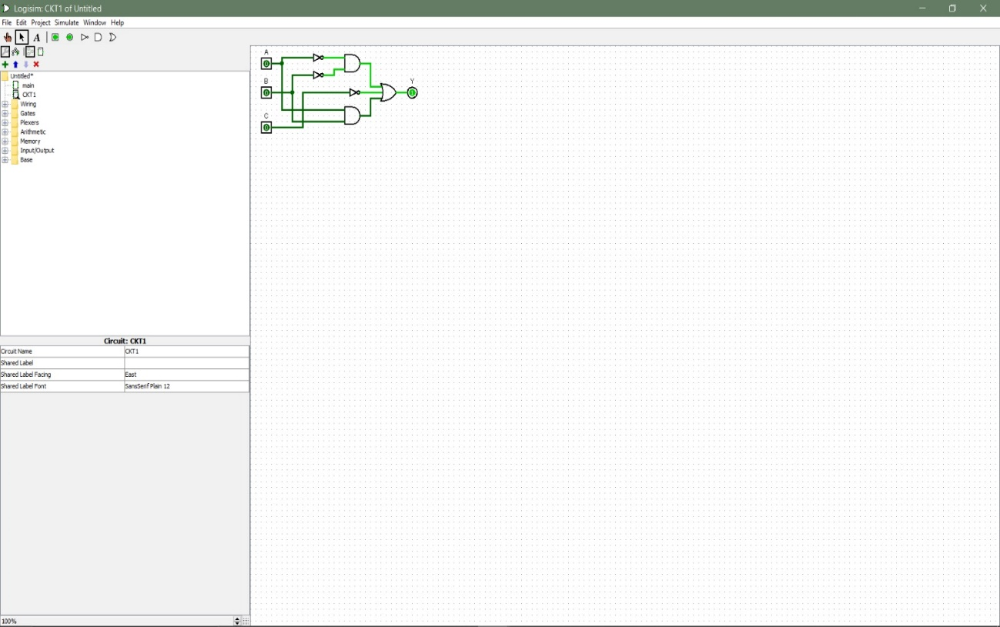 Logisim: CKT1 of Untitled
File Edit Project Simulate Window Help
A
Untitled*
main
CKT1
Wiring
Gates
Plexers
Arithmetic
Memory
Input/Output
Base
A
0
B
0
C
0
Y
1
Circuit: CKT1
Circuit Name CKT1
Shared Label
Shared Label Facing East
Shared Label Font SansSerif Plain 12
100%